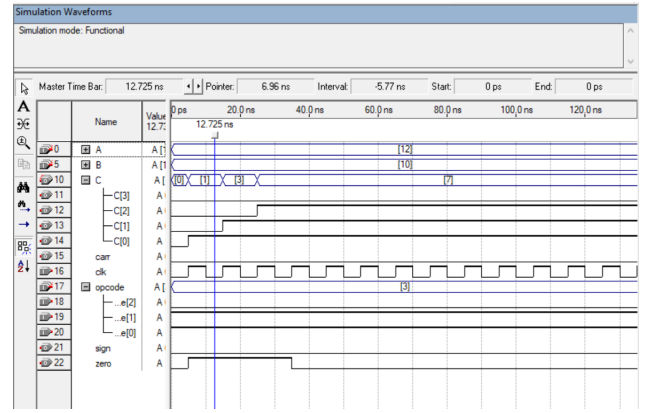 Simulation Waveforms
Simulation mode: Functional
Master Time Bar: 12.725 ns Pointer: 6.96 ns Interval: -5.77 ns Start: 0 ps End: 0 ps
Name Value 12.7 0 ps 20.0 ns 40.0 ns 60.0 ns 80.0 ns 100.0 ns 120.0 ns
12.725 ns
0 A A [ [12]
5 B A [1 [10]
10 C A [ [0] [1] [3] [7]
11 C[3] A
12 C[2] A
13 C[1] A
14 C[0] A
15 carr A
16 clk A
17 opcode A [ [3]
18 ...e[2] A
19 ...e[1] A
20 ...e[0] A
21 sign A
22 zero A